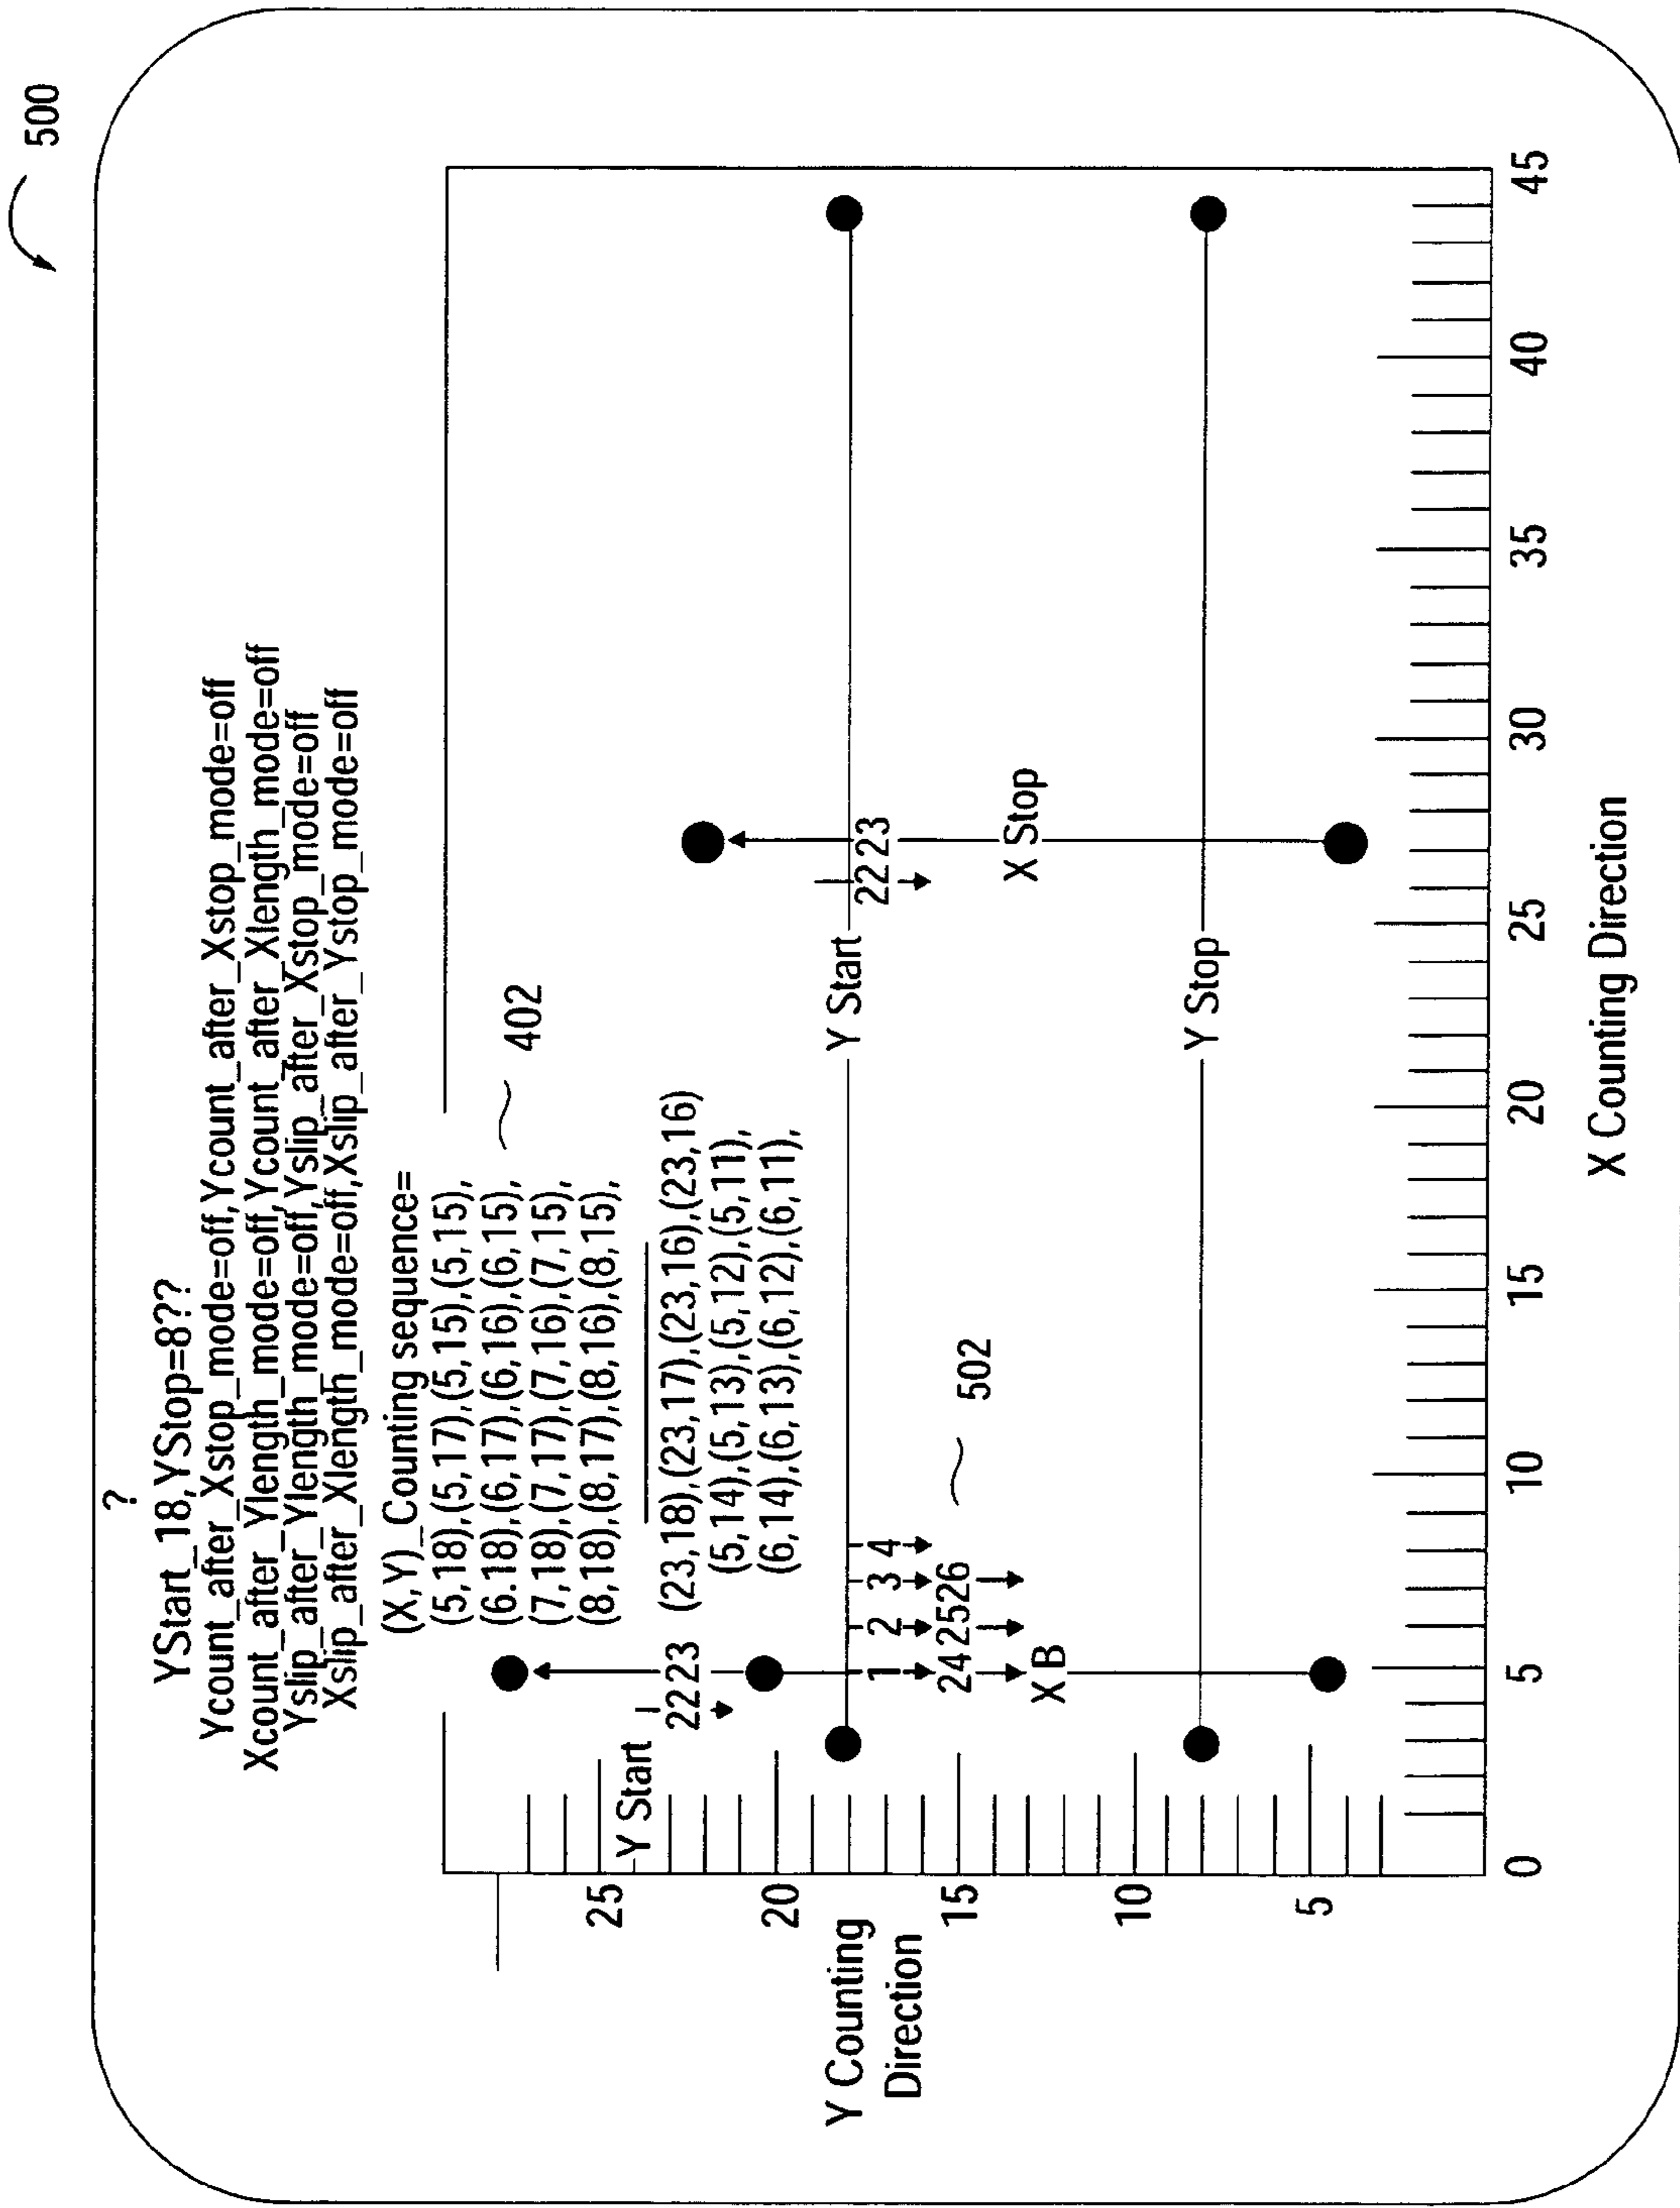 500
?
YStart_18,YStop=8??
Ycount_after_Xstop_mode=off,Ycount_after_Xstop_mode=off
Xcount_after_Ylength_mode=off,Ycount_after_Xlength_mode=off
Yslip_after_Ylength_mode=off,Yslip_after_Xstop_mode=off
Xslip_after_Xlength_mode=off,Xslip_after_Ystop_mode=off
(X,Y)_Counting sequence=
(5,18),(5,17),(5,15),(5,15),
(6.18),(6,17),(6,16),(6,15),
(7,18),(7,17),(7,16),(7,15),
(8,18),(8,17),(8,16),(8,15),
402
(23,18),(23,17),(23,16),(23,16)
(5,14),(5,13),(5,12),(5,11),
(6,14),(6,13),(6,12),(6,11),
Y Start
22 23
1 2 3 4
24 25 26
502
X B
Y Start
22 23
X Stop
Y Stop
25
20
15
10
5
Y Counting
Direction
0 5 10 15 20 25 30 35 40 45
X Counting Direction